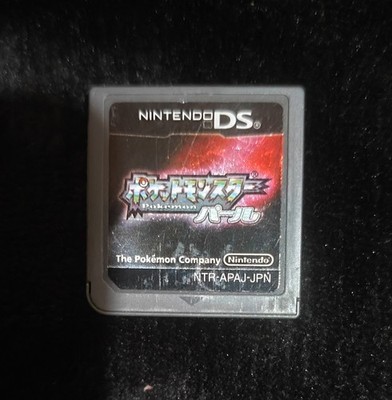 NINTENDO DS®
ポケットモンスター
Pokémon
パール
The Pokémon Company Nintendo
NTR-APAJ-JPN